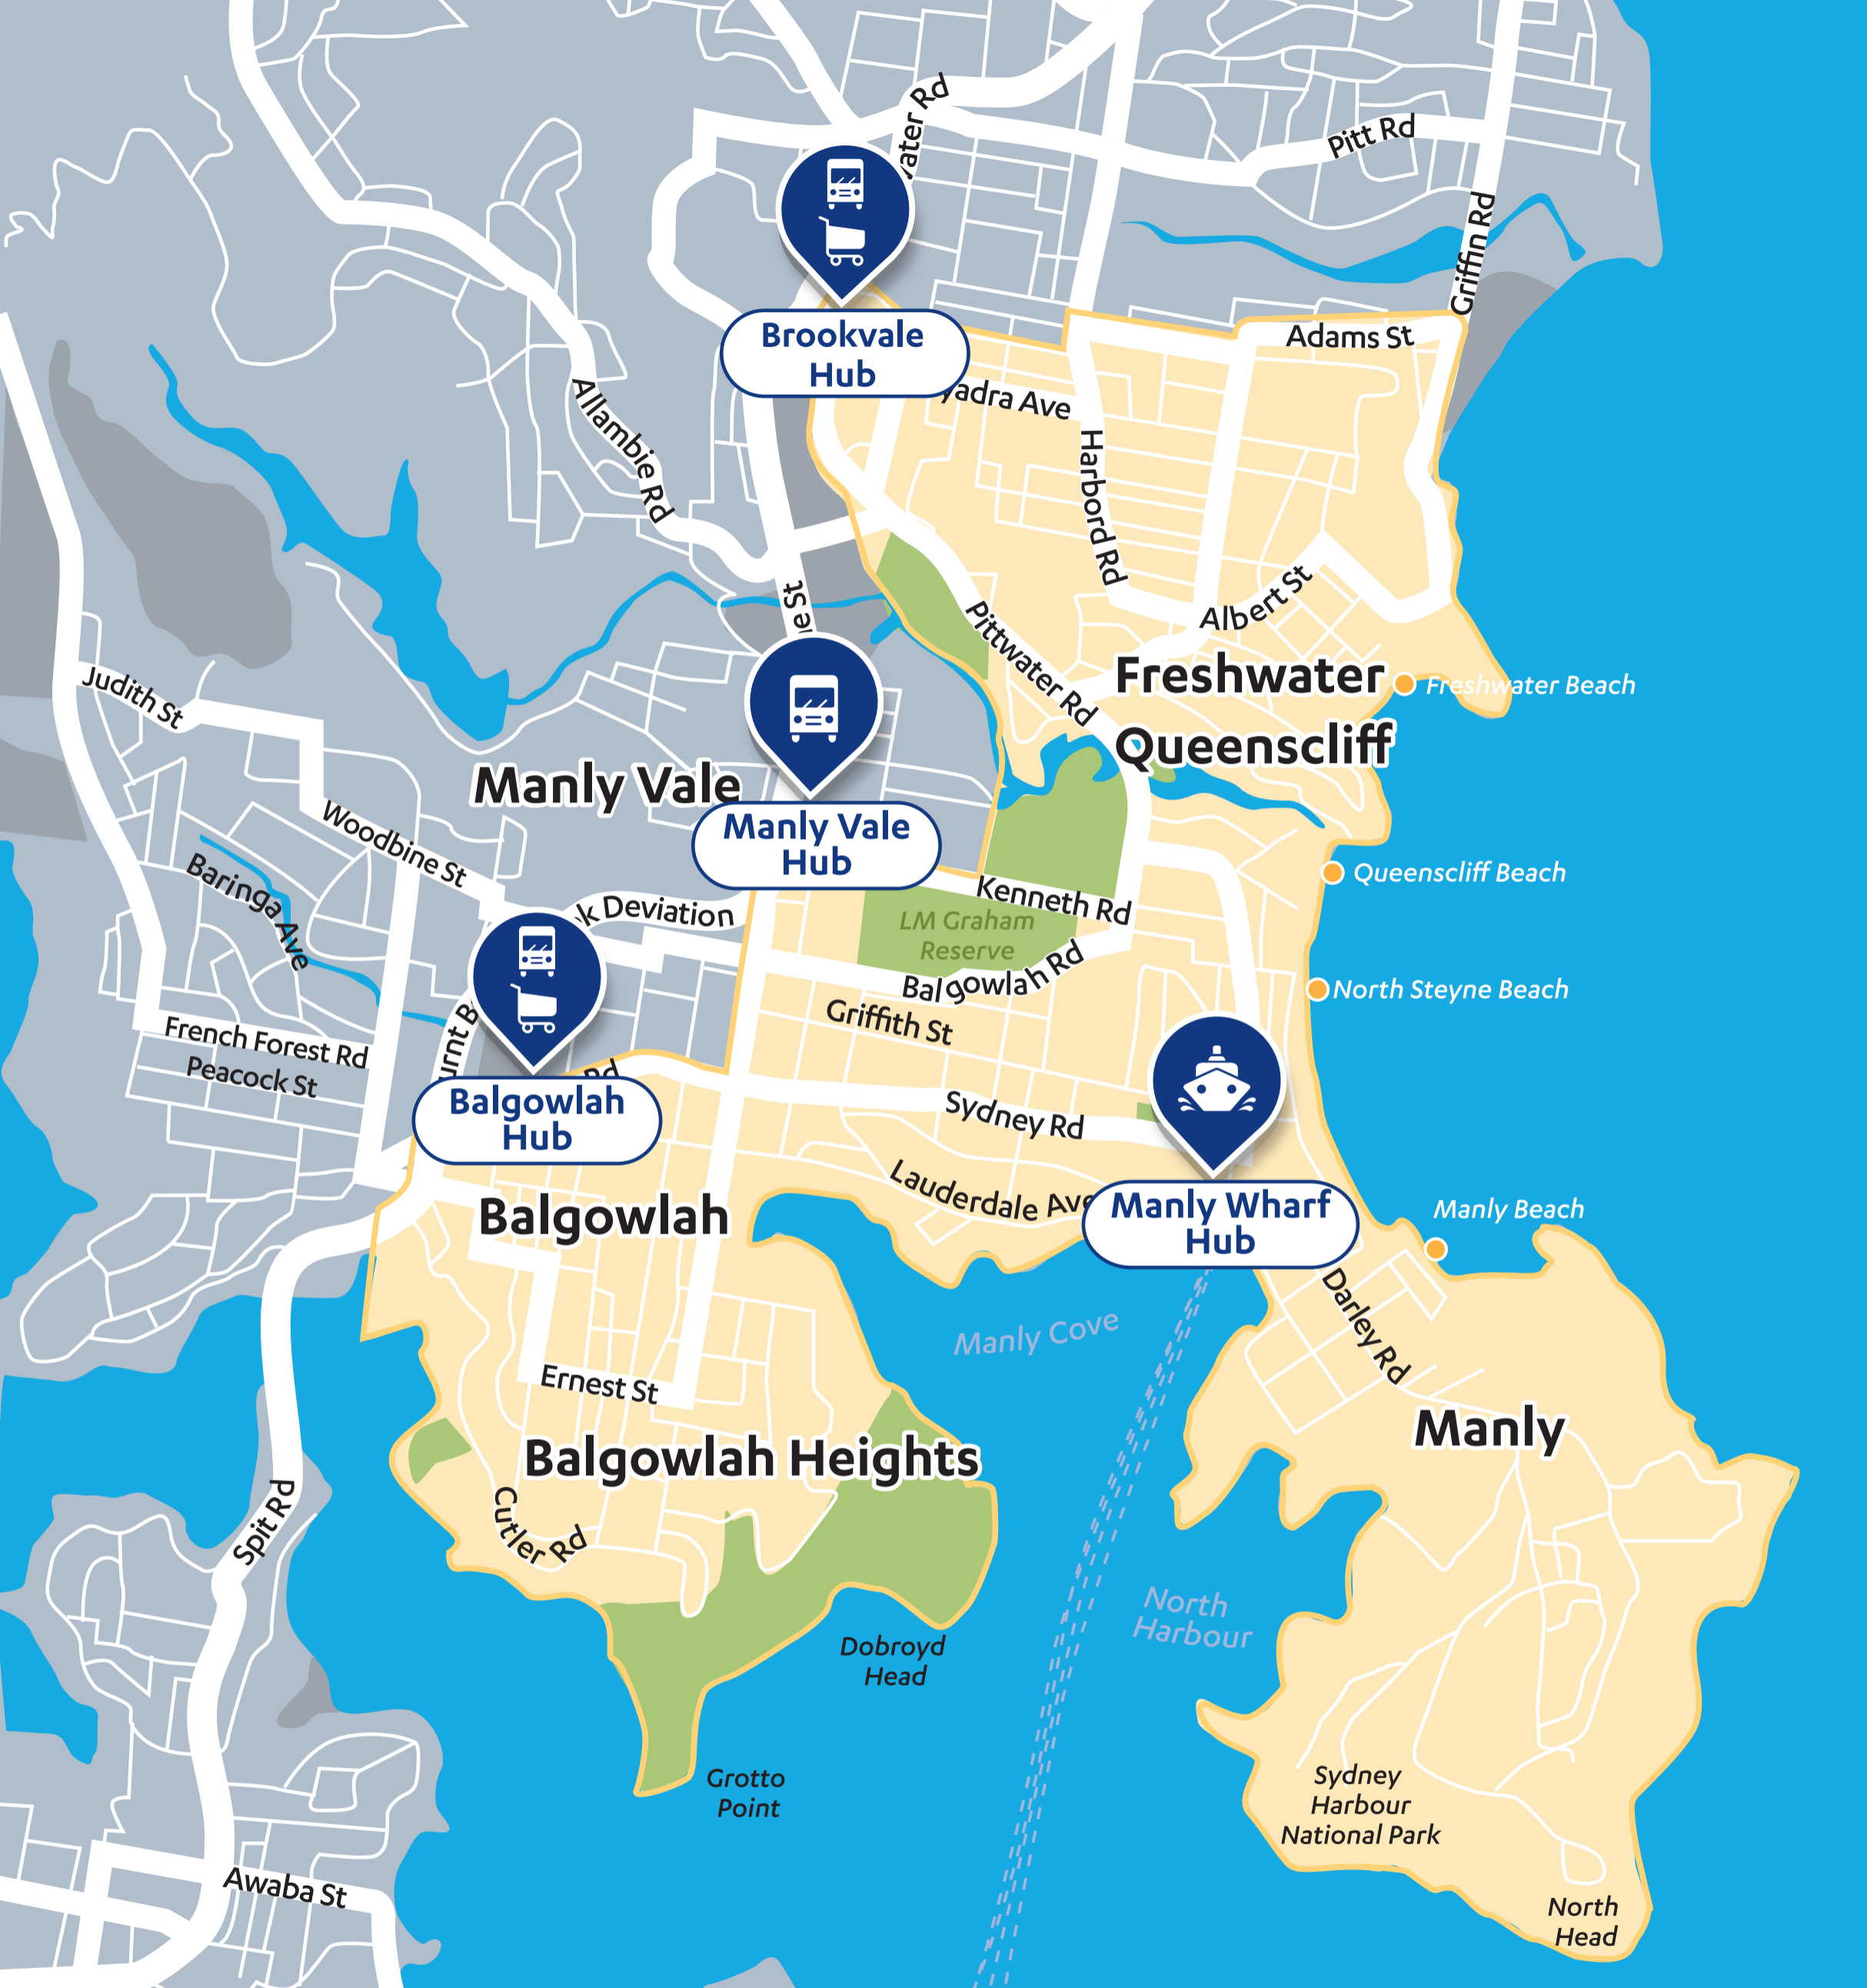 Pitt Rd
Griffin Rd
Brookvale
Hub
Adams St
Ave
Harbord Rd
Allambie Rd
Albert St
Pittwater Rd
Freshwater
Freshwater Beach
Queenscliff
Judith St
Manly Vale
Manly Vale
Hub
Woodbine St
Baringa Ave
Deviation
Kenneth Rd
LM Graham
Reserve
Queenscliff Beach
Balgowlah Rd
North Steyne Beach
Griffith St
French Forest Rd
Peacock St
Balgowlah
Hub
Sydney Rd
Lauderdale Ave
Manly Wharf
Hub
Manly Beach
Balgowlah
Darley Rd
Manly Cove
Ernest St
Manly
Balgowlah Heights
Spit Rd
Cutler Rd
North
Harbour
Dobroyd
Head
Grotto
Point
Sydney
Harbour
National Park
Awaba St
North
Head